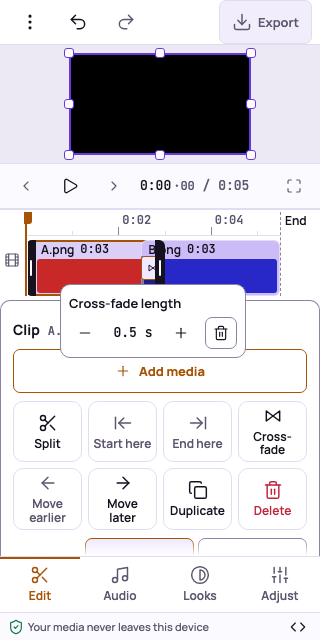 Export
0:00·00 / 0:05
0:02 0:04 End
A.png 0:03 B.png 0:03
Cross-fade length
0.5 s
Clip A.
Add media
Split Start here End here Cross-
fade
Move
earlier Move
later Duplicate Delete
Edit Audio Looks Adjust
Your media never leaves this device